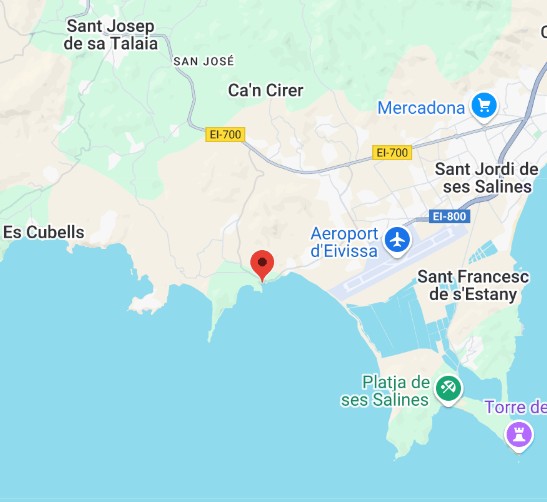 Sant Josep
de sa Talaia
SAN JOSÉ
Ca'n Cirer
Mercadona
EI-700
EI-700
Sant Jordi de
ses Salines
EI-800
Es Cubells
Aeroport
d'Eivissa
Sant Francesc
de s'Estany
Platja de
ses Salines
Torre de